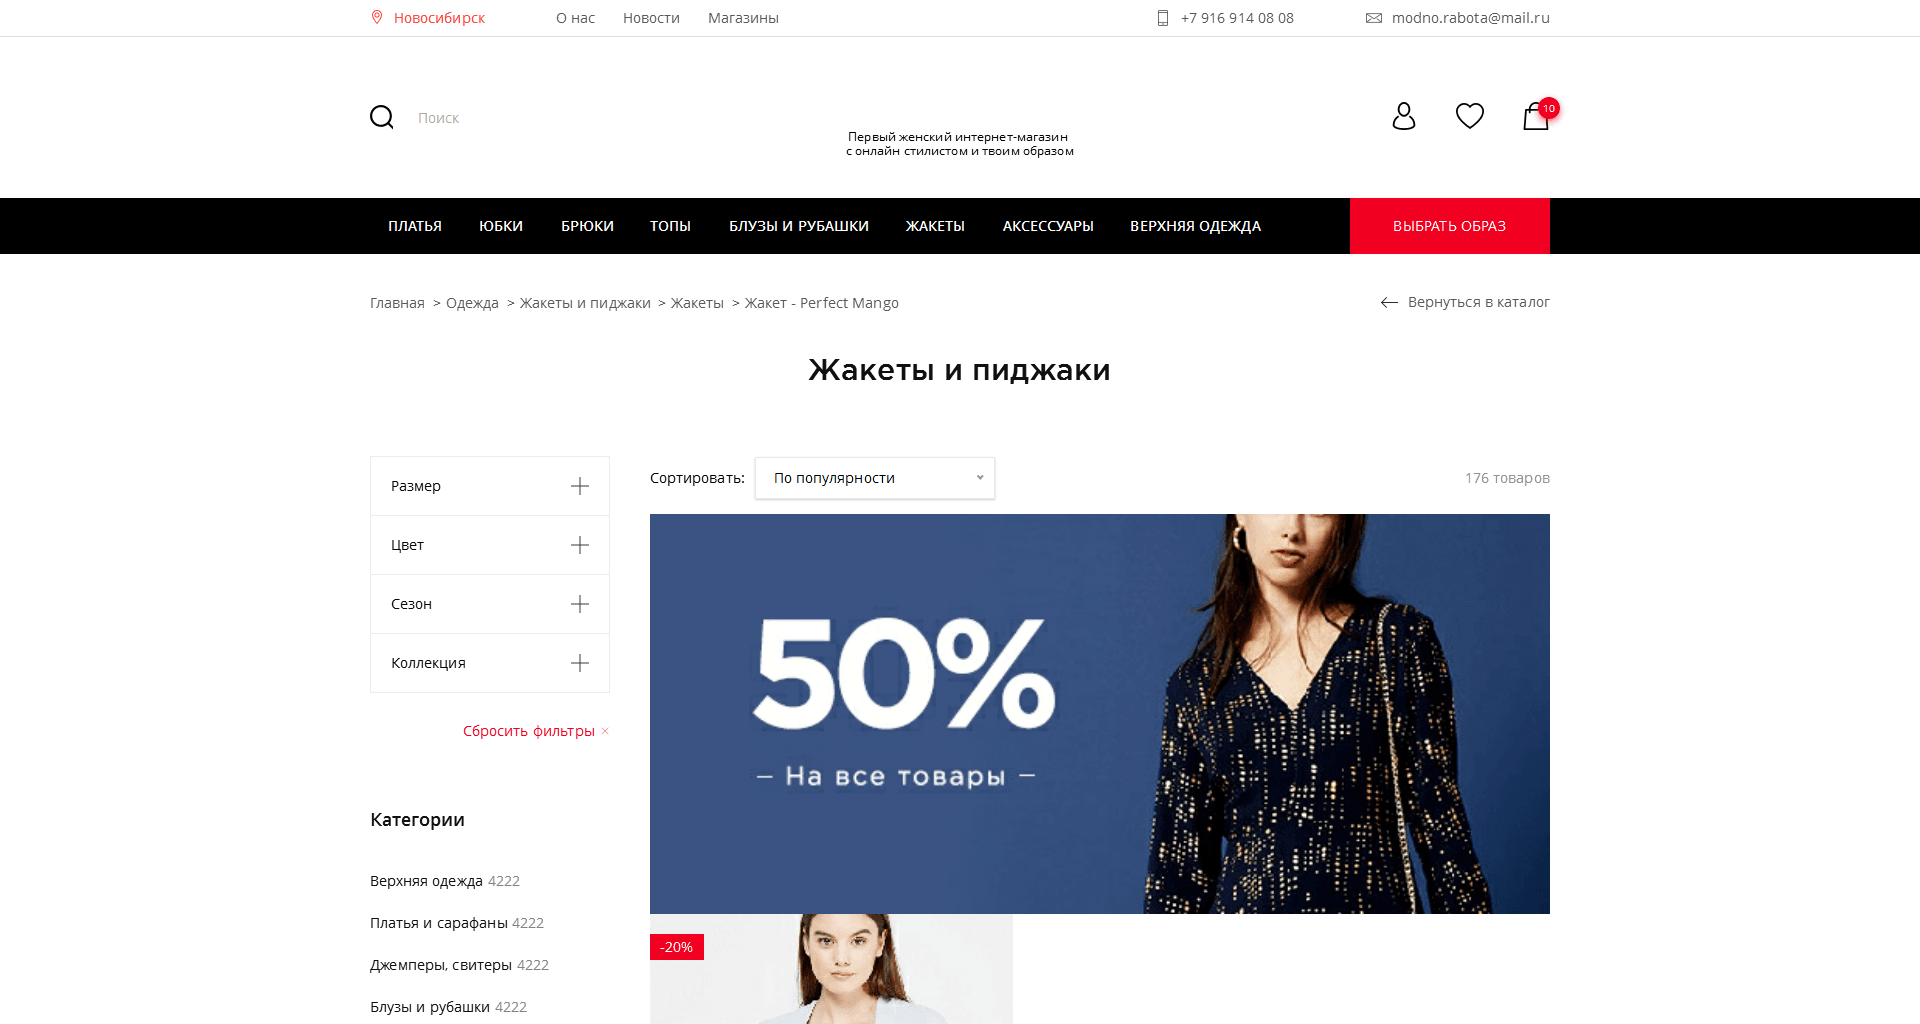 Новосибирск
О нас
Новости
Магазины
+7 916 914 08 08
modno.rabota@mail.ru
Поиск
Первый женский интернет-магазин
с онлайн стилистом и твоим образом
10
ПЛАТЬЯ
ЮБКИ
БРЮКИ
ТОПЫ
БЛУЗЫ И РУБАШКИ
ЖАКЕТЫ
АКСЕССУАРЫ
ВЕРХНЯЯ ОДЕЖДА
ВЫБРАТЬ ОБРАЗ
Главная > Одежда > Жакеты и пиджаки > Жакеты > Жакет - Perfect Mango
Вернуться в каталог
Жакеты и пиджаки
Размер
Цвет
Сезон
Коллекция
Сбросить фильтры ×
Категории
Верхняя одежда 4222
Платья и сарафаны 4222
Джемперы, свитеры 4222
Блузы и рубашки 4222
Сортировать:
По популярности
176 товаров
50%
– На все товары –
-20%